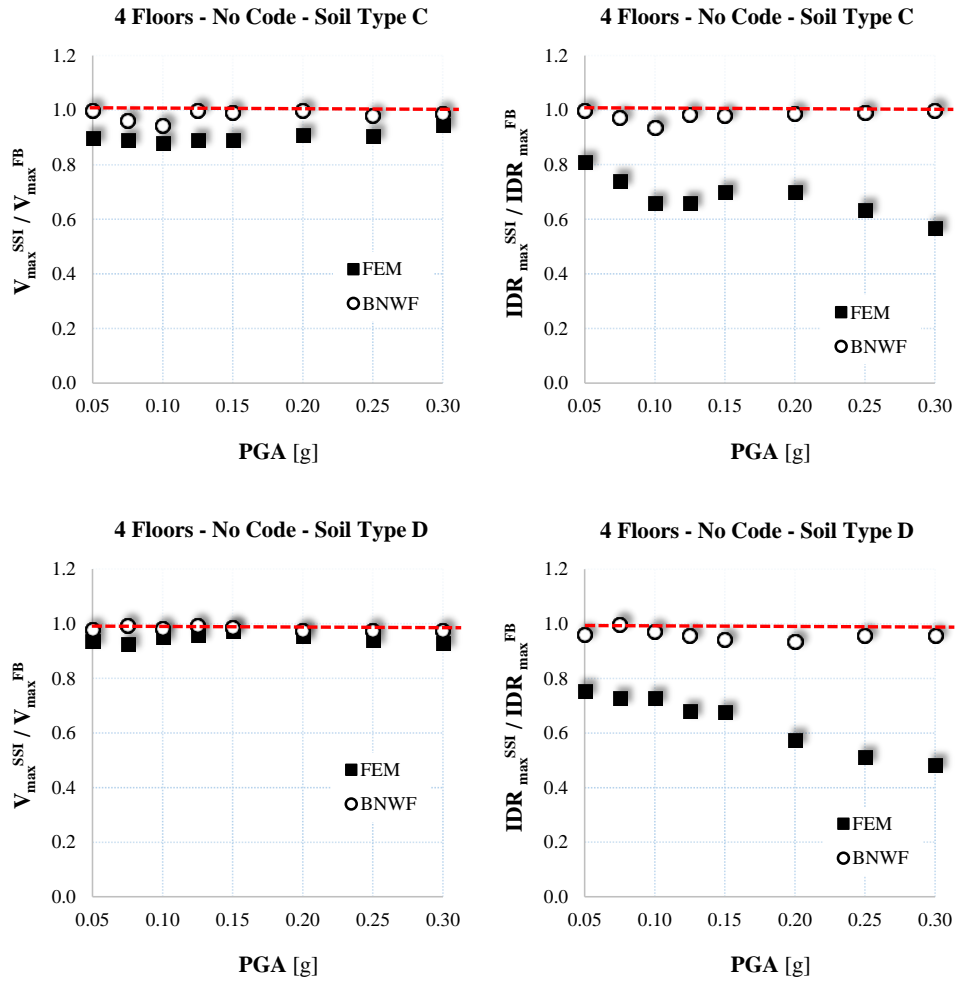 4 Floors - No Code - Soil Type C
1.2
1.0
0.8
0.6
0.4
0.2
0.0
0.05 0.10 0.15 0.20 0.25 0.30
V_max^SSI / V_max^FB
PGA [g]
FEM
BNWF
4 Floors - No Code - Soil Type C
1.2
1.0
0.8
0.6
0.4
0.2
0.0
0.05 0.10 0.15 0.20 0.25 0.30
IDR_max^SSI / IDR_max^FB
PGA [g]
FEM
BNWF
4 Floors - No Code - Soil Type D
1.2
1.0
0.8
0.6
0.4
0.2
0.0
0.05 0.10 0.15 0.20 0.25 0.30
V_max^SSI / V_max^FB
PGA [g]
FEM
BNWF
4 Floors - No Code - Soil Type D
1.2
1.0
0.8
0.6
0.4
0.2
0.0
0.05 0.10 0.15 0.20 0.25 0.30
IDR_max^SSI / IDR_max^FB
PGA [g]
FEM
BNWF